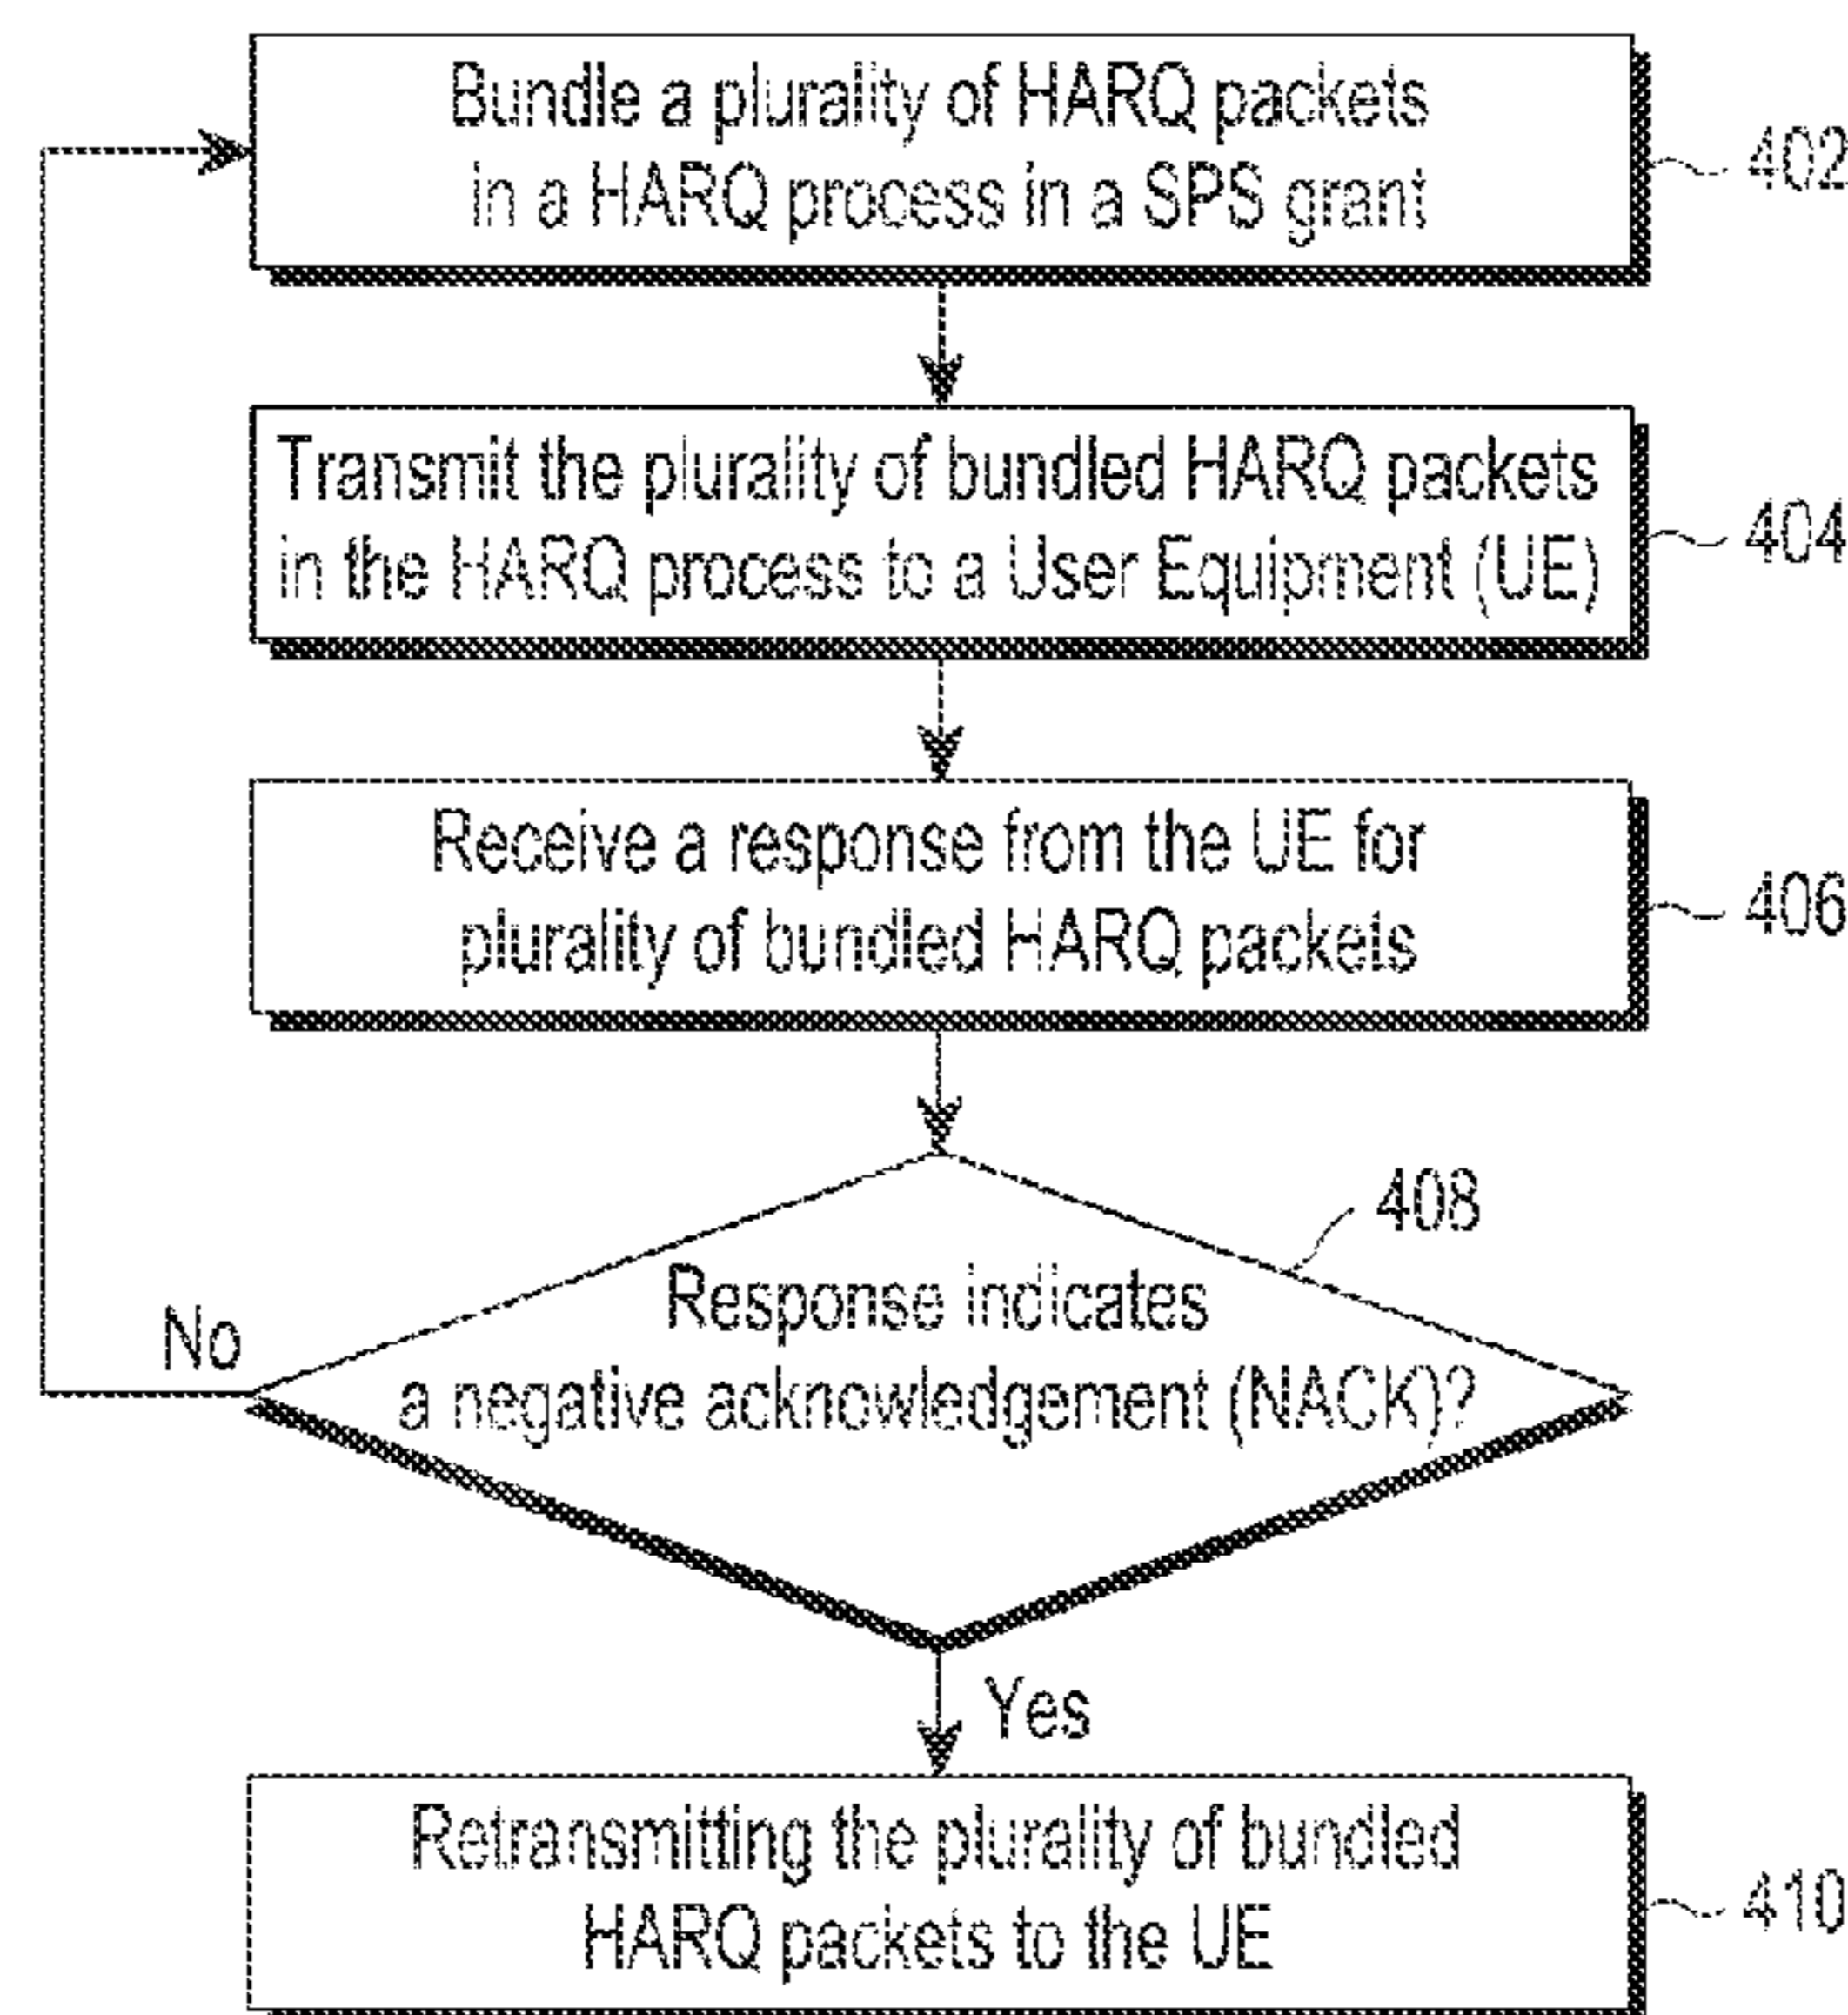 Bundle a plurality of HARQ packets
in a HARQ process in a SPS grant
402
Transmit the plurality of bundled HARQ packets
in the HARQ process to a User Equipment (UE)
404
Receive a response from the UE for
plurality of bundled HARQ packets
406
408
Response indicates
a negative acknowledgement (NACK)?
No
Yes
Retransmitting the plurality of bundled
HARQ packets to the UE
410